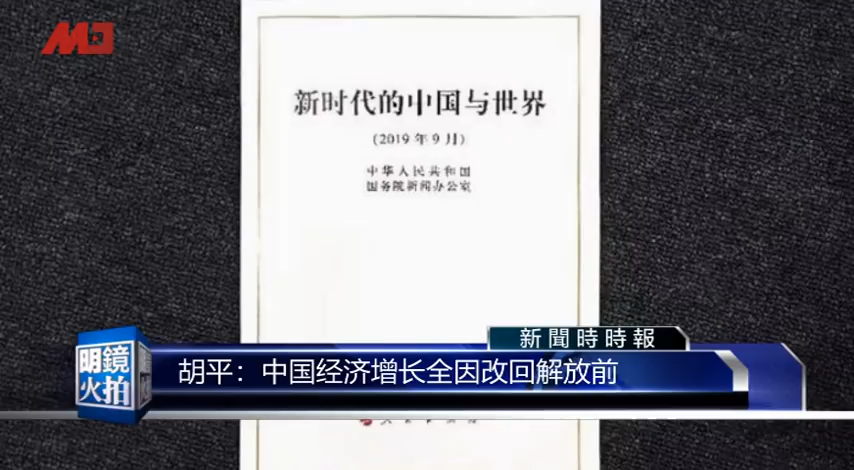 新时代的中国与世界
(2019年9月)
中华人民共和国
国务院新闻办公室
新聞時時報
明鏡
火拍
胡平：中国经济增长全因改回解放前